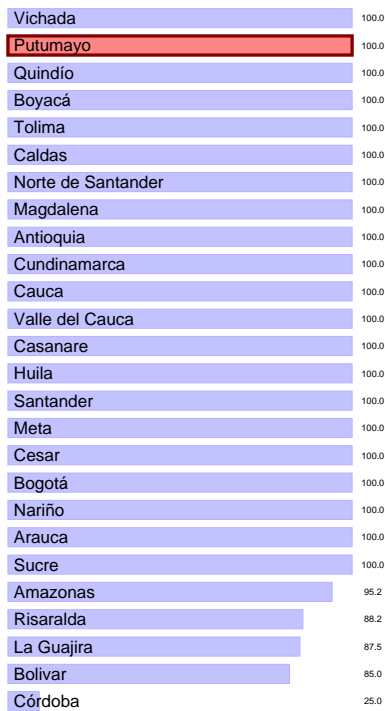 Vichada 100.0
Putumayo 100.0
Quindío 100.0
Boyacá 100.0
Tolima 100.0
Caldas 100.0
Norte de Santander 100.0
Magdalena 100.0
Antioquia 100.0
Cundinamarca 100.0
Cauca 100.0
Valle del Cauca 100.0
Casanare 100.0
Huila 100.0
Santander 100.0
Meta 100.0
Cesar 100.0
Bogotá 100.0
Nariño 100.0
Arauca 100.0
Sucre 100.0
Amazonas 95.2
Risaralda 88.2
La Guajira 87.5
Bolivar 85.0
Córdoba 25.0